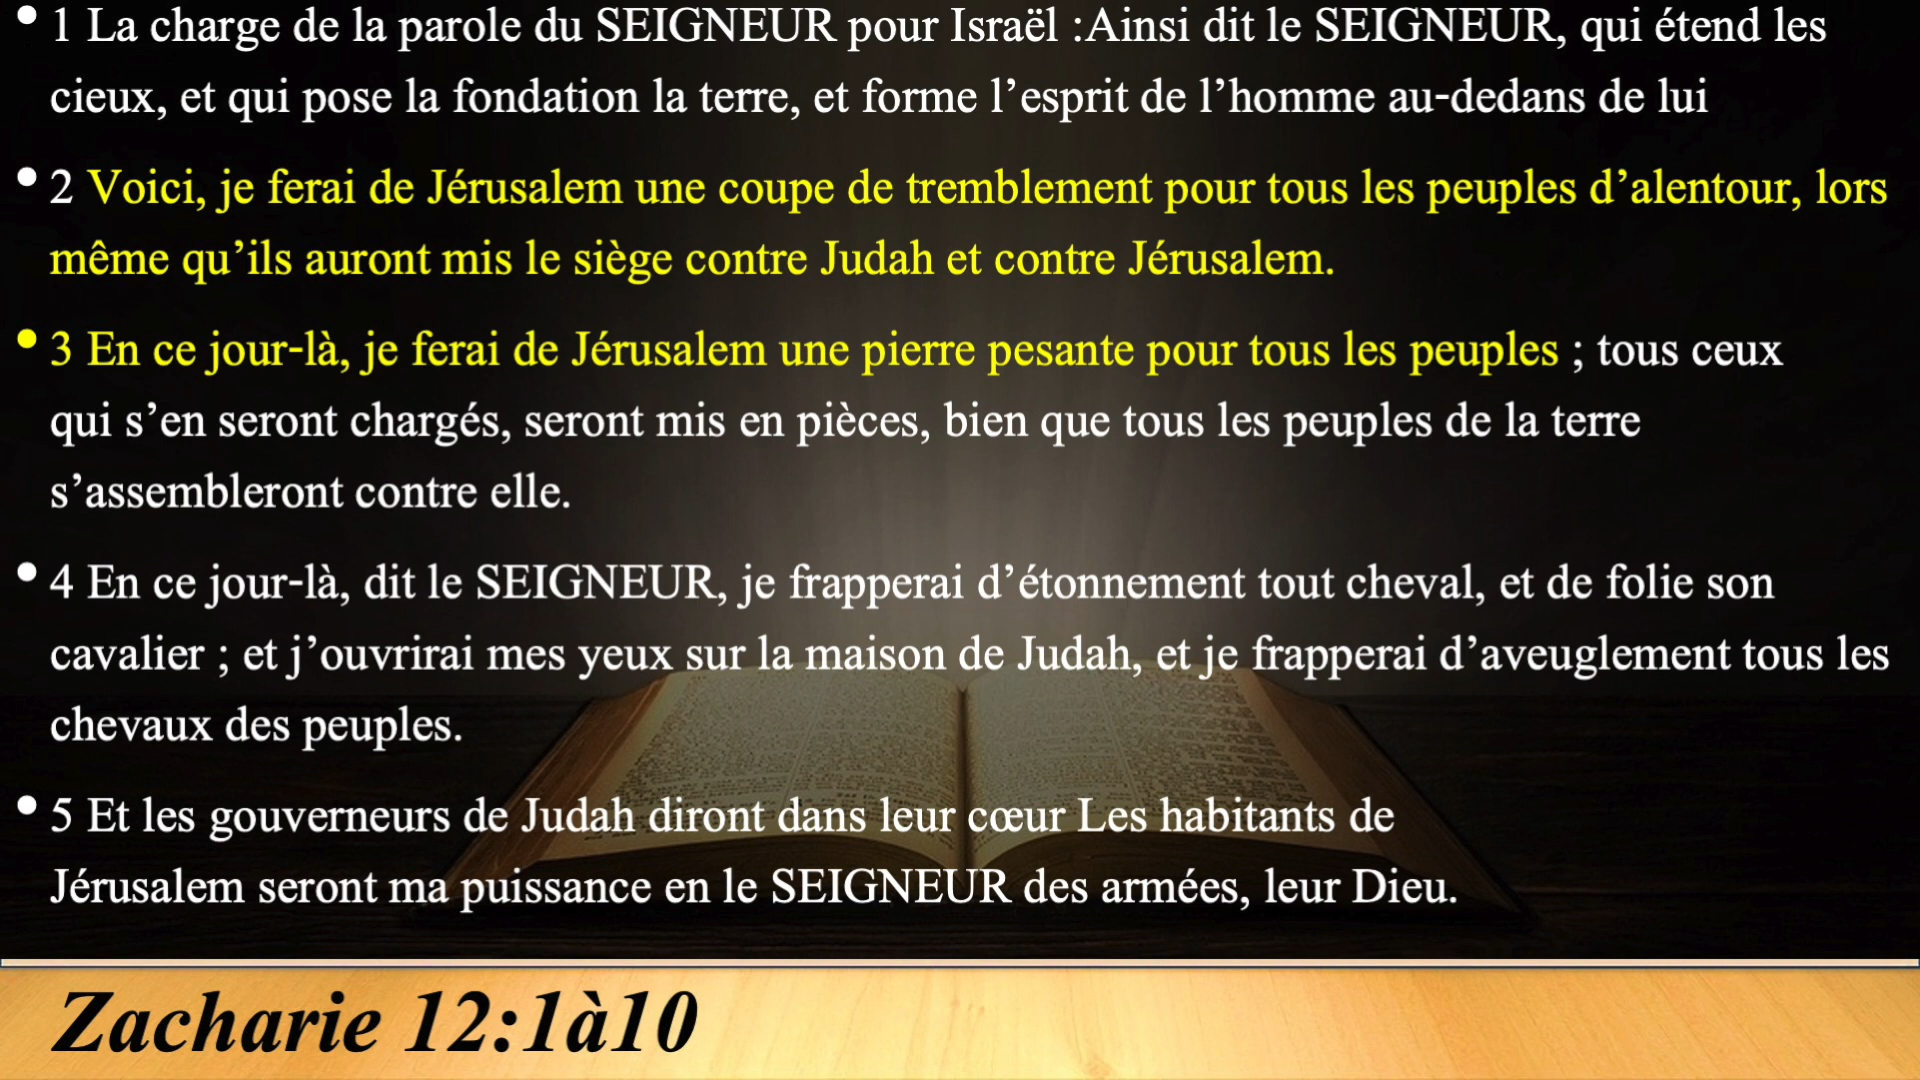 • 1 La charge de la parole du SEIGNEUR pour Israël :Ainsi dit le SEIGNEUR, qui étend les
cieux, et qui pose la fondation la terre, et forme l’esprit de l’homme au-dedans de lui
• 2 Voici, je ferai de Jérusalem une coupe de tremblement pour tous les peuples d’alentour, lors
même qu’ils auront mis le siège contre Judah et contre Jérusalem.
• 3 En ce jour-là, je ferai de Jérusalem une pierre pesante pour tous les peuples ; tous ceux
qui s’en seront chargés, seront mis en pièces, bien que tous les peuples de la terre
s’assembleront contre elle.
• 4 En ce jour-là, dit le SEIGNEUR, je frapperai d’étonnement tout cheval, et de folie son
cavalier ; et j’ouvrirai mes yeux sur la maison de Judah, et je frapperai d’aveuglement tous les
chevaux des peuples.
• 5 Et les gouverneurs de Judah diront dans leur cœur Les habitants de
Jérusalem seront ma puissance en le SEIGNEUR des armées, leur Dieu.
Zacharie 12:1à10